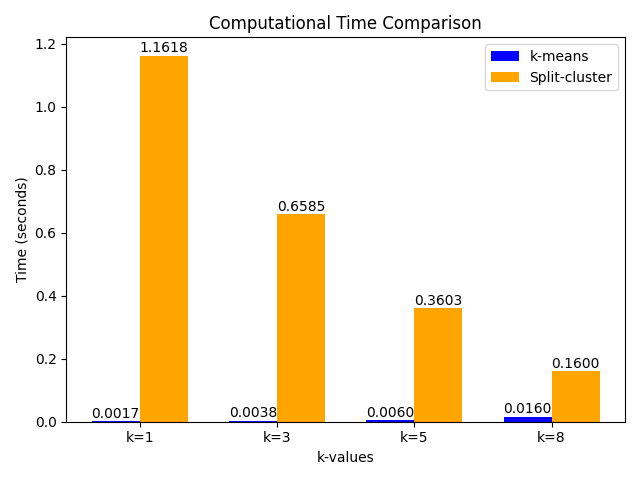 Computational Time Comparison
k-means
Split-cluster
Time (seconds)
1.2
1.0
0.8
0.6
0.4
0.2
0.0
1.1618
0.6585
0.3603
0.1600
0.0017
0.0038
0.0060
0.0160
k=1
k=3
k=5
k=8
k-values